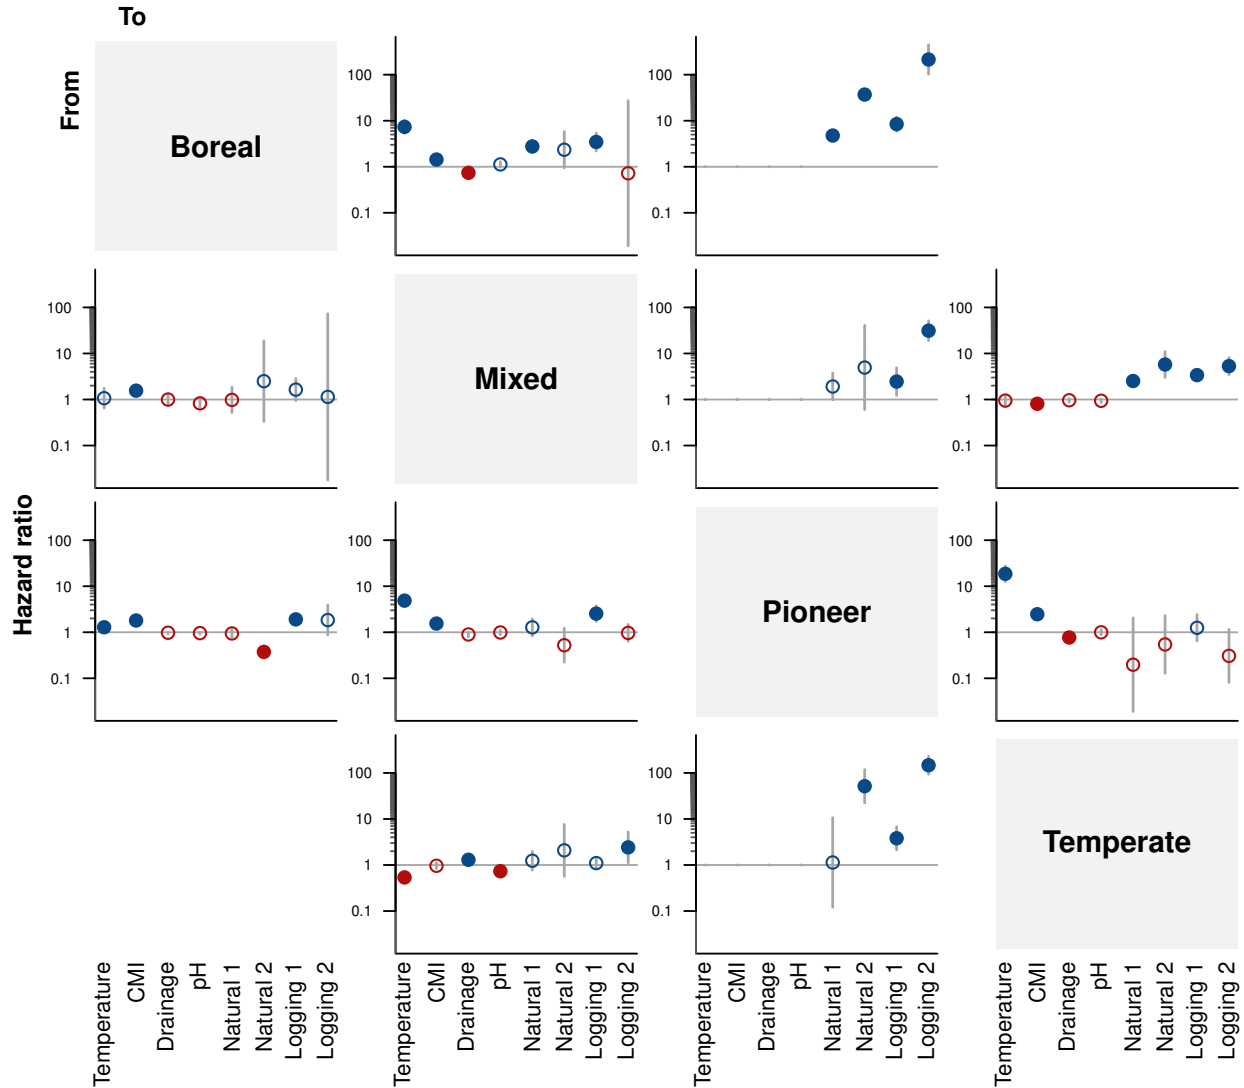 To
From
Hazard ratio
Boreal
100
10
1
0.1
100
10
1
0.1
100
10
1
0.1
Mixed
100
10
1
0.1
100
10
1
0.1
100
10
1
0.1
100
10
1
0.1
Pioneer
100
10
1
0.1
100
10
1
0.1
100
10
1
0.1
Temperate
Temperature
CMI
Drainage
pH
Natural 1
Natural 2
Logging 1
Logging 2
Temperature
CMI
Drainage
pH
Natural 1
Natural 2
Logging 1
Logging 2
Temperature
CMI
Drainage
pH
Natural 1
Natural 2
Logging 1
Logging 2
Temperature
CMI
Drainage
pH
Natural 1
Natural 2
Logging 1
Logging 2